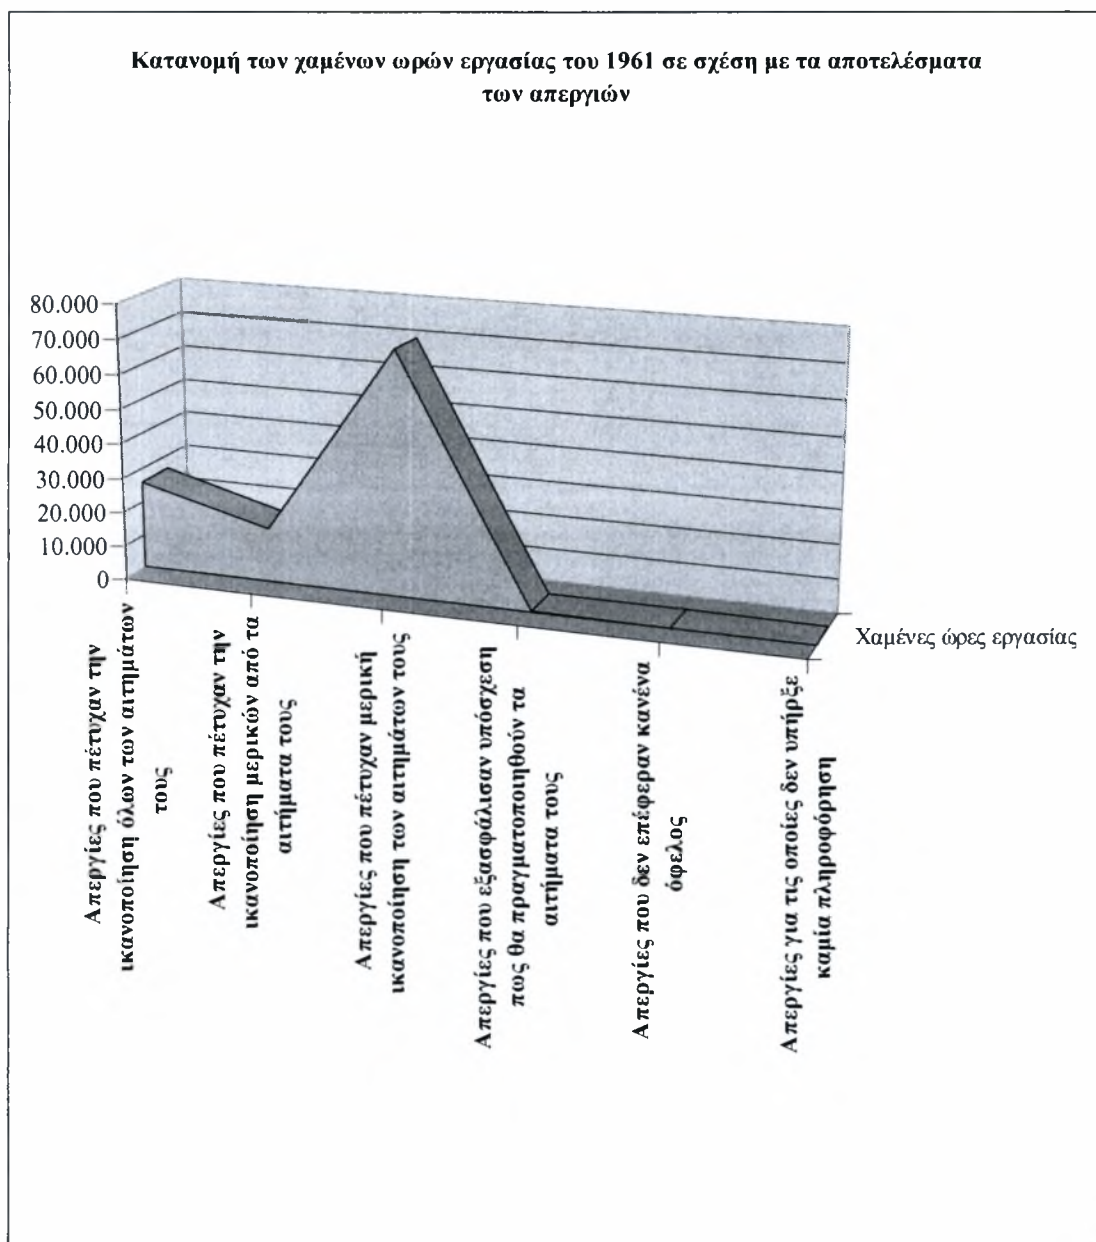 Κατανομή των χαμένων ωρών εργασίας του 1961 σε σχέση με τα αποτελέσματα
των απεργιών
80.000
70.000
60.000
50.000
40.000
30.000
20.000
10.000
0
Απεργίες που πέτυχαν την
ικανοποίηση όλων των αιτημάτων
τους
Απεργίες που πέτυχαν την
ικανοποίηση μερικών από τα
αιτήματα τους
Απεργίες που πέτυχαν μερική
ικανοποίηση των αιτημάτων τους
Απεργίες που εξασφάλισαν υπόσχεση
πως θα πραγματοποιηθούν τα
αιτήματα τους
Απεργίες που δεν επέφεραν κανένα
όφελος
Απεργίες για τις οποίες δεν υπήρξε
καμία πληροφόρηση
Χαμένες ώρες εργασίας